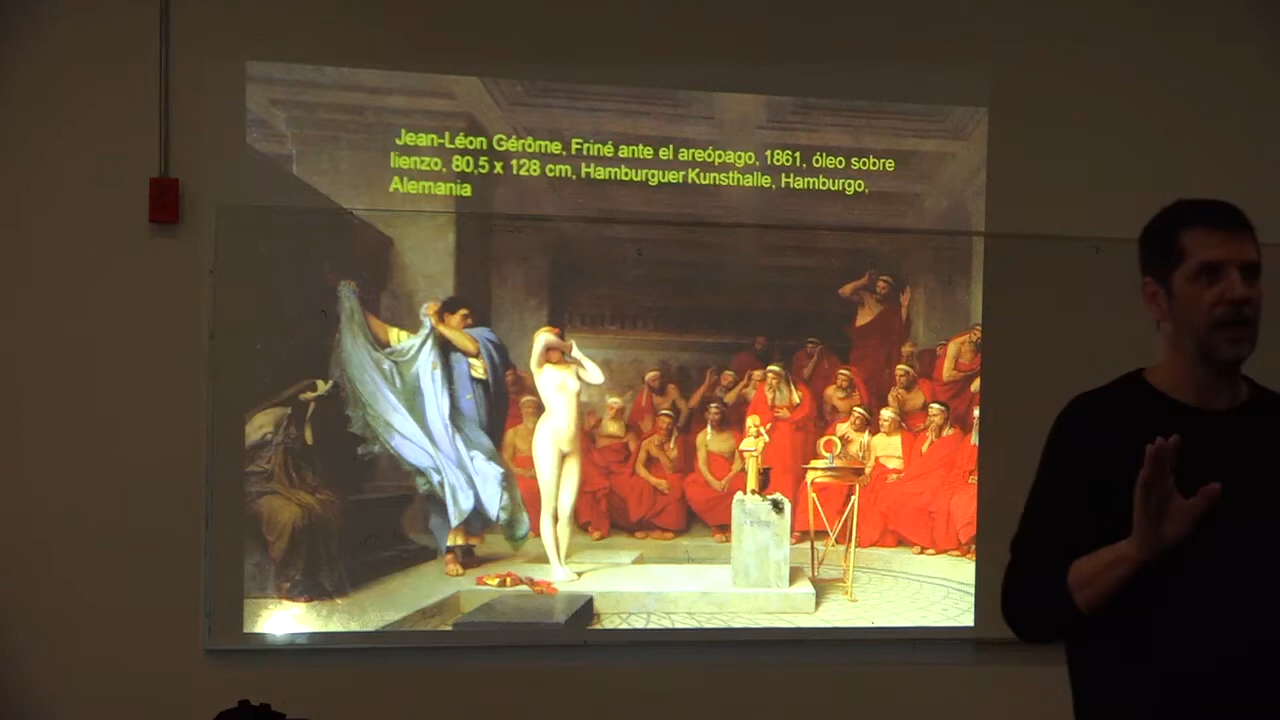 Jean-Léon Gérôme, Friné ante el areópago, 1861, óleo sobre
lienzo, 80,5 x 128 cm, Hamburguer Kunsthalle, Hamburgo,
Alemania